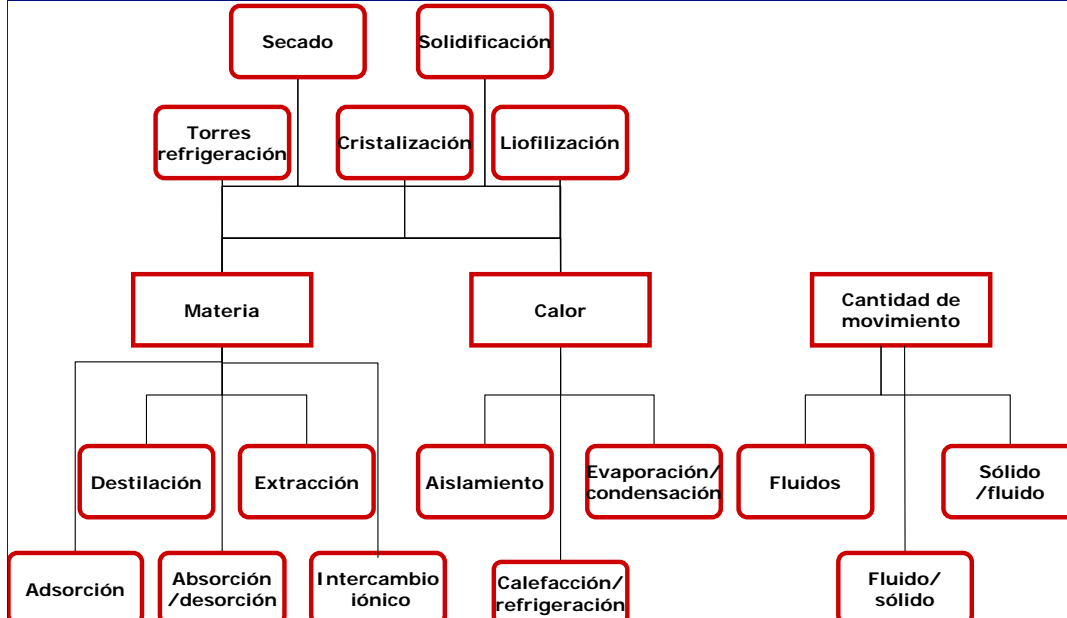 Secado
Solidificación
Torres
refrigeración
Cristalización
Liofilización
Materia
Calor
Cantidad de
movimiento
Destilación
Extracción
Aislamiento
Evaporación/
condensación
Fluidos
Sólido
/fluido
Adsorción
Absorción
/desorción
Intercambio
iónico
Calefacción/
refrigeración
Fluido/
sólido